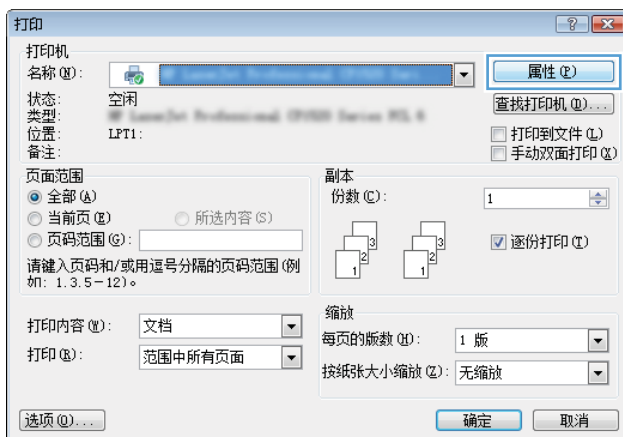 打印
打印机
名称(N):
属性(P)
状态: 空闲
查找打印机(D)...
类型:
位置: LPT1:
打印到文件(L)
备注:
手动双面打印(X)
页面范围
全部(A)
当前页(E) 所选内容(S)
页码范围(G):
请键入页码和/或用逗号分隔的页码范围(例
如: 1.3.5-12)。
副本
份数(C): 1
逐份打印(T)
1 2 3 1 2 3
打印内容(W): 文档
打印(R): 范围中所有页面
缩放
每页的版数(H): 1 版
按纸张大小缩放(Z): 无缩放
选项(O)...
确定 取消